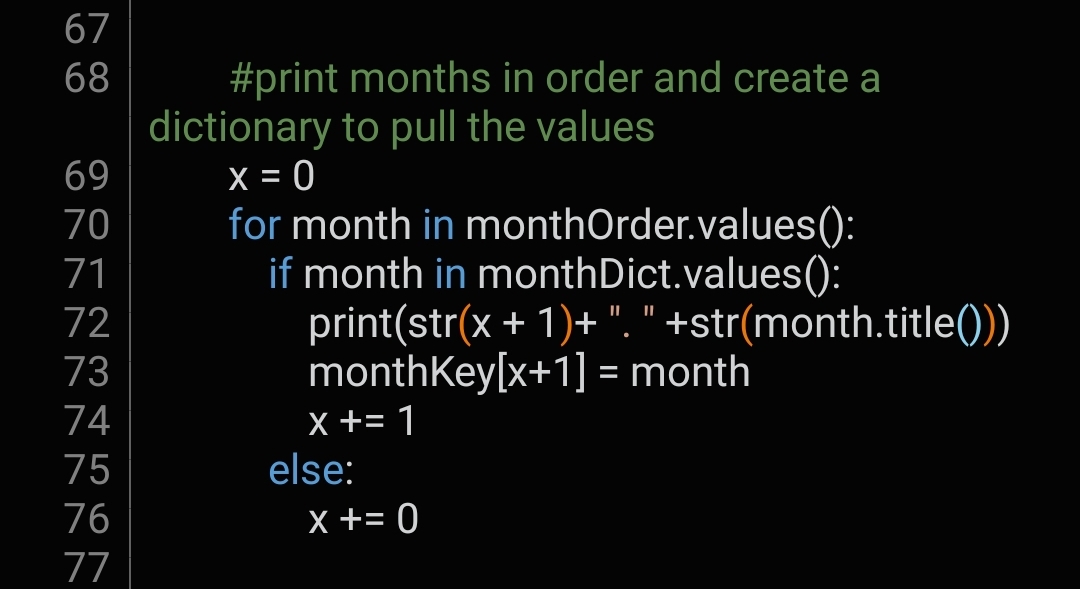 67
68 #print months in order and create a
dictionary to pull the values
69 x = 0
70 for month in monthOrder.values():
71 if month in monthDict.values():
72 print(str(x + 1)+ ". " +str(month.title()))
73 monthKey[x+1] = month
74 x += 1
75 else:
76 x += 0
77